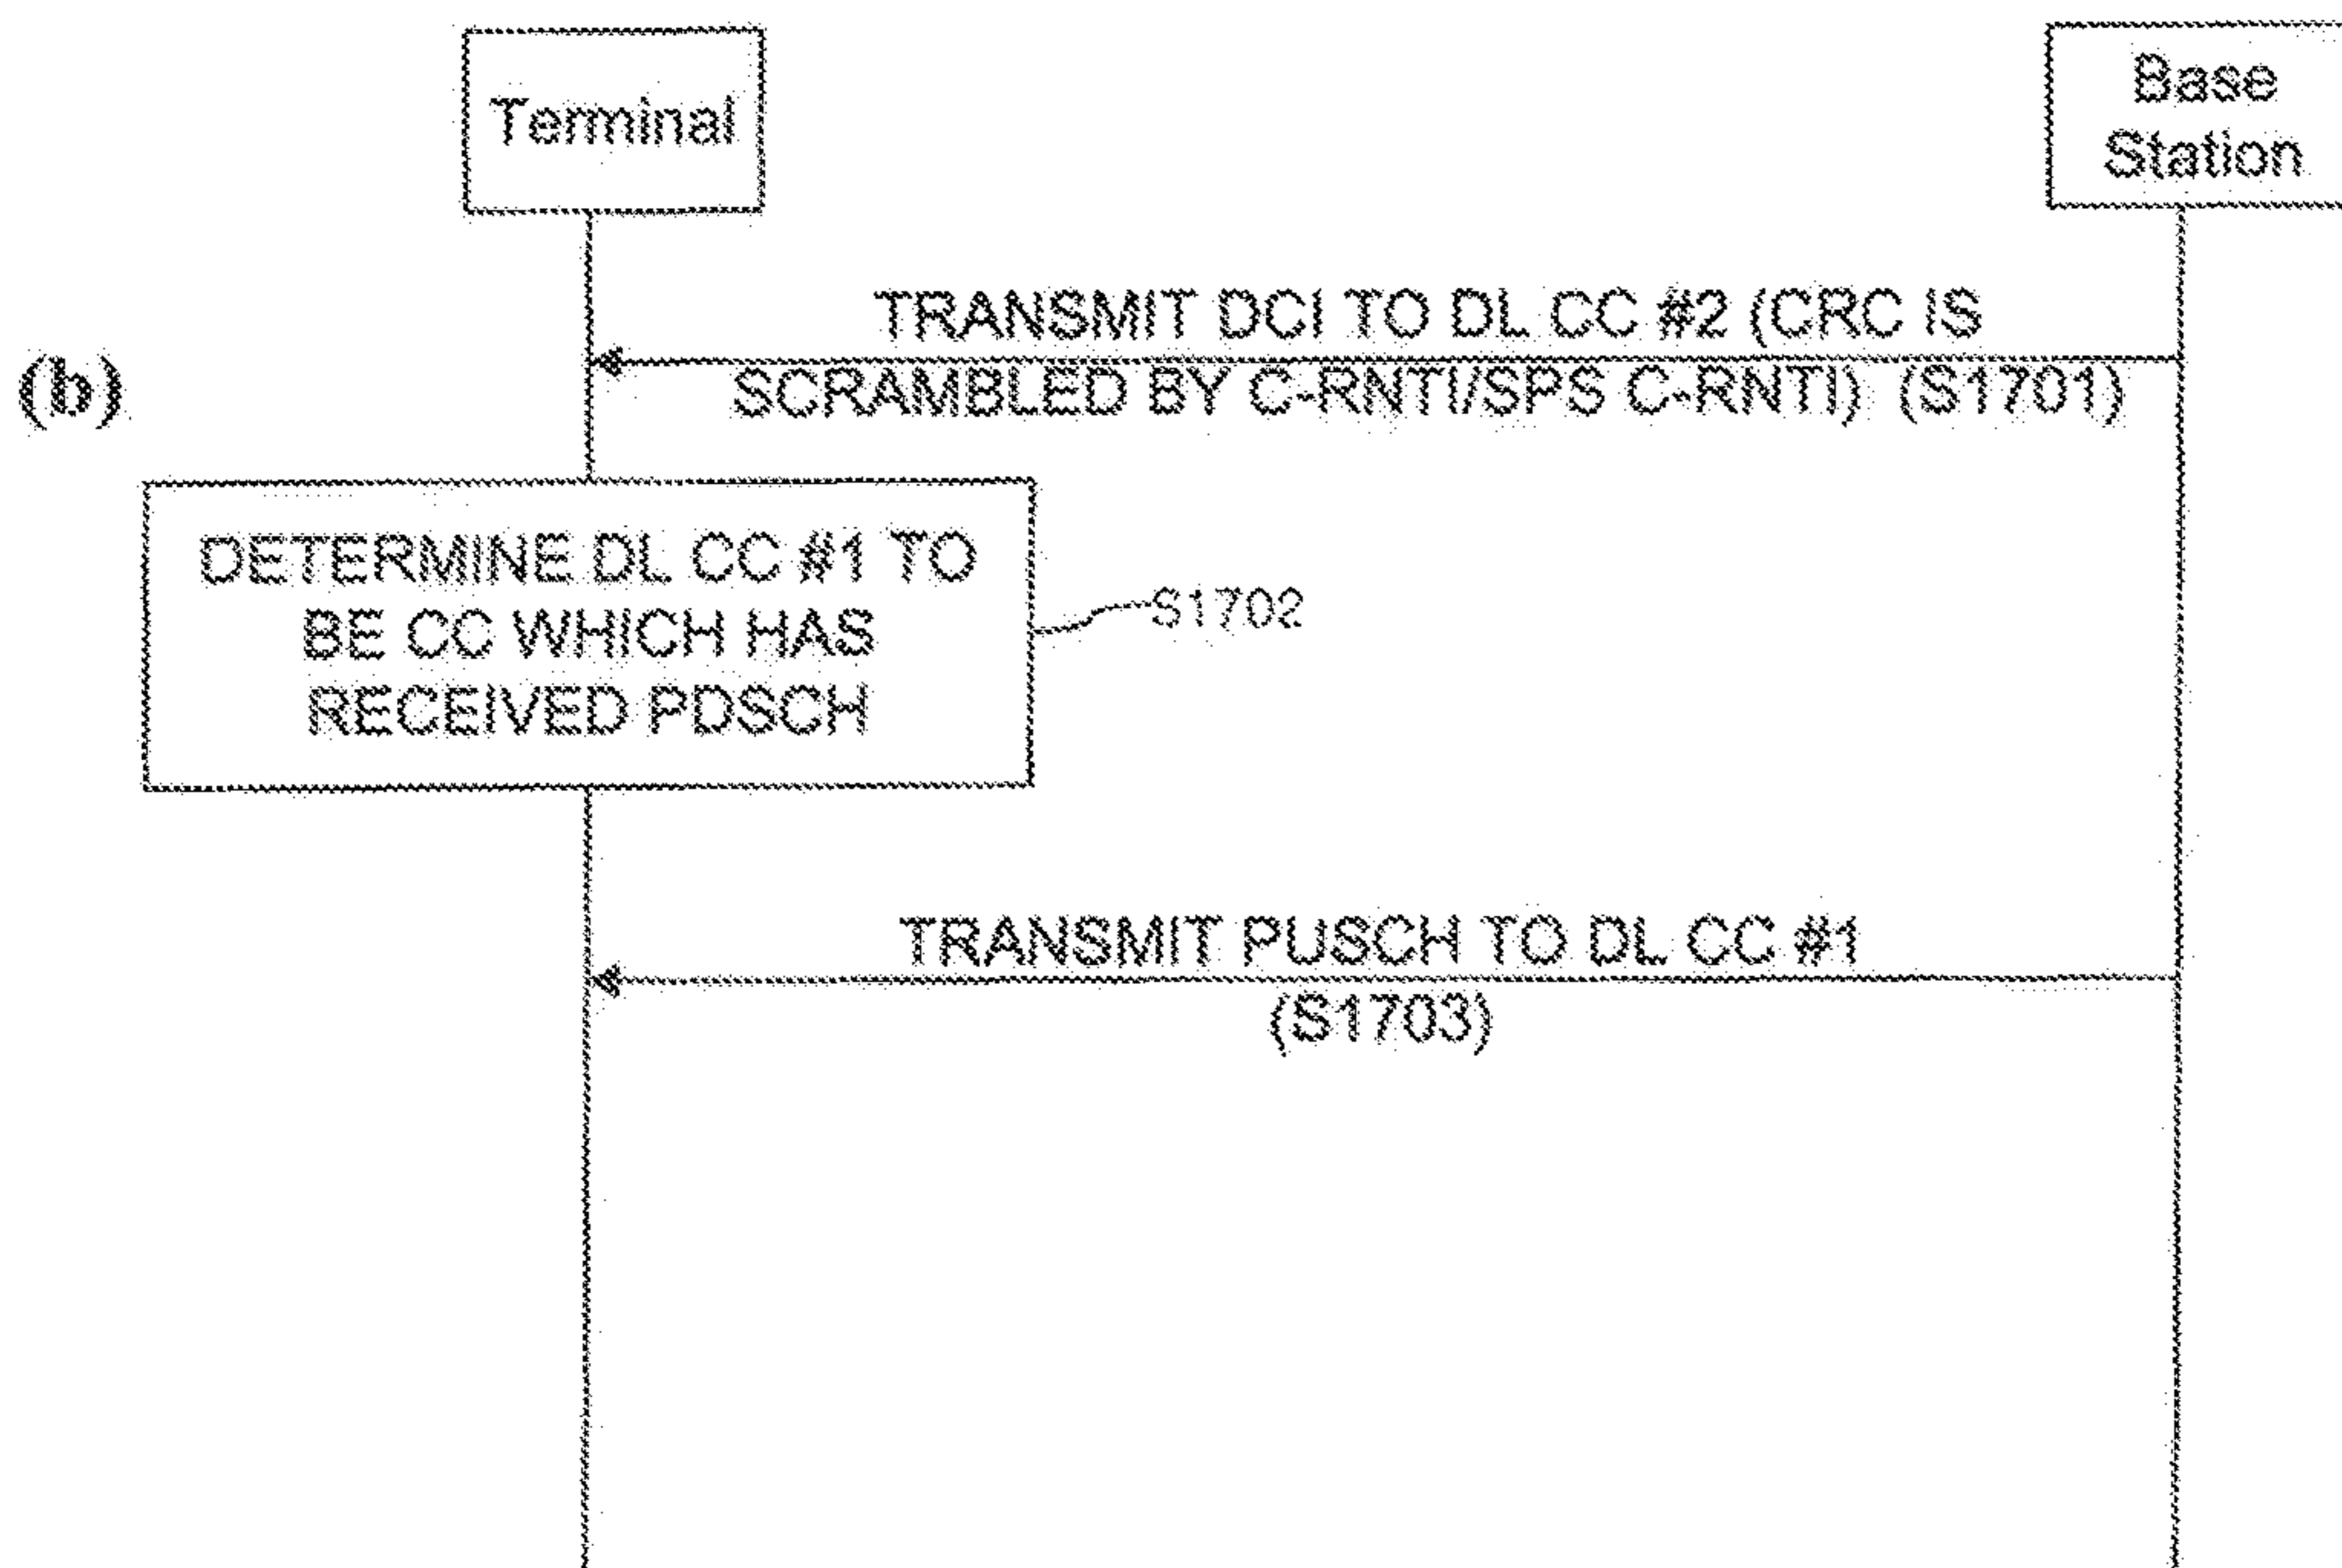 Terminal
Base
Station
TRANSMIT DCI TO DL CC #2 (CRC IS
SCRAMBLED BY C-RNTI/SPS C-RNTI) (S1701)
(b)
DETERMINE DL CC #1 TO
BE CC WHICH HAS
RECEIVED PDSCH
S1702
TRANSMIT PUSCH TO DL CC #1
(S1703)